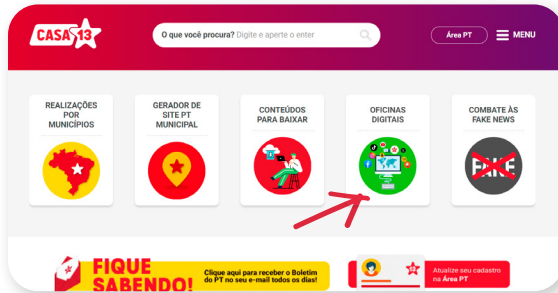 CASA 13
O que você procura? Digite e aperte o enter
Área PT
MENU
REALIZAÇÕES
POR
MUNICÍPIOS
GERADOR DE
SITE PT
MUNICIPAL
CONTEÚDOS
PARA BAIXAR
OFICINAS
DIGITAIS
COMBATE ÀS
FAKE NEWS
FAKE
FIQUE
SABENDO!
Clique aqui para receber o Boletim
do PT no seu e-mail todos os dias!
Atualize seu cadastro
na Área PT